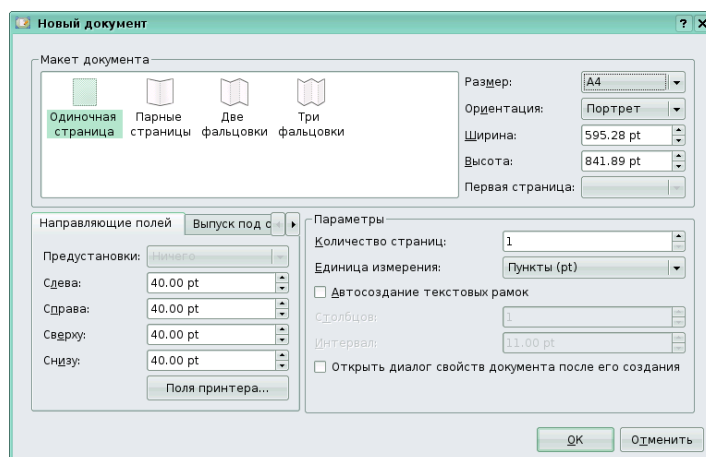 Новый документ
Макет документа
Одиночная страница
Парные страницы
Две фальцовки
Три фальцовки
Размер: A4
Ориентация: Портрет
Ширина: 595.28 pt
Высота: 841.89 pt
Первая страница:
Направляющие полей
Выпуск под о
Предустановки: Ничего
Слева: 40.00 pt
Справа: 40.00 pt
Сверху: 40.00 pt
Снизу: 40.00 pt
Поля принтера...
Параметры
Количество страниц: 1
Единица измерения: Пункты (pt)
Автосоздание текстовых рамок
Столбцов: 1
Интервал: 11.00 pt
Открыть диалог свойств документа после его создания
OK
Отменить